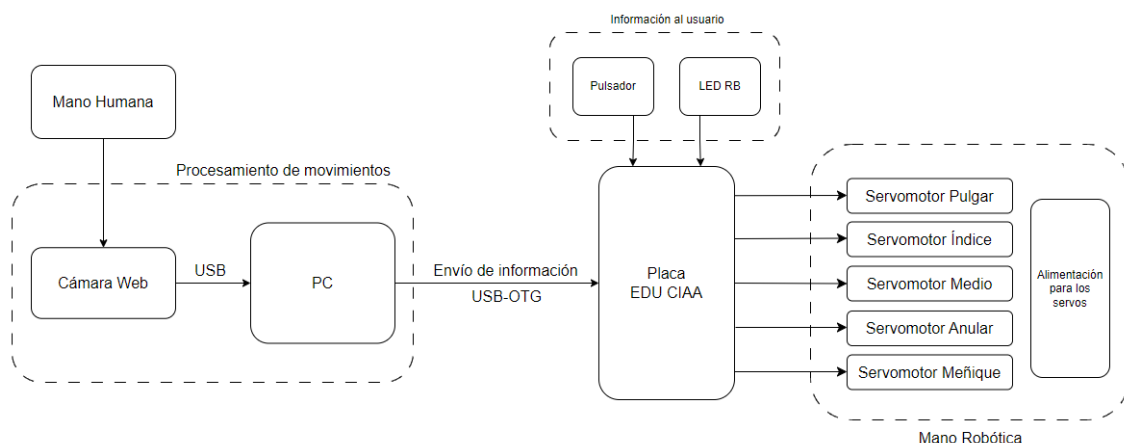 Información al usuario
Pulsador
LED RB
Mano Humana
Procesamiento de movimientos
Cámara Web
USB
PC
Envío de información
USB-OTG
Placa
EDU CIAA
Servomotor Pulgar
Servomotor Índice
Servomotor Medio
Servomotor Anular
Servomotor Meñique
Alimentación
para los
servos
Mano Robótica